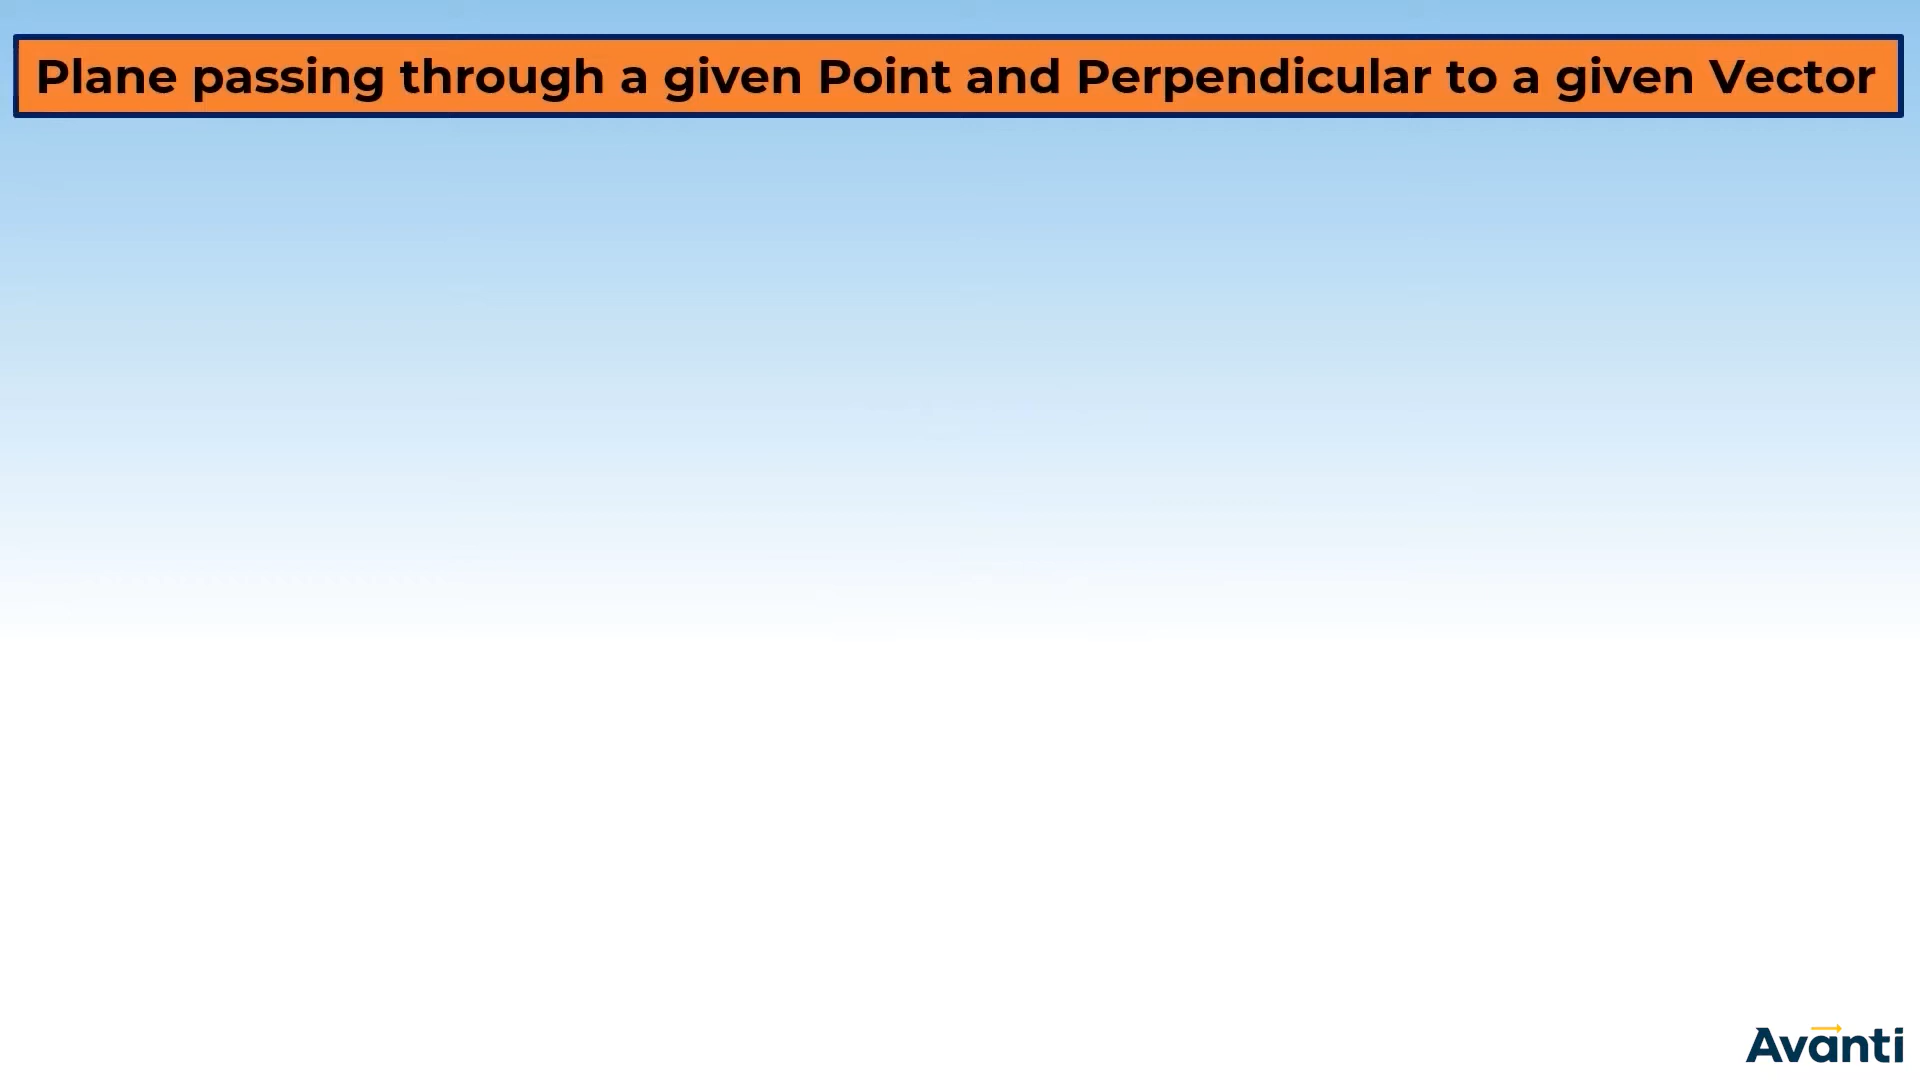 Plane passing through a given Point and Perpendicular to a given Vector
Avanti